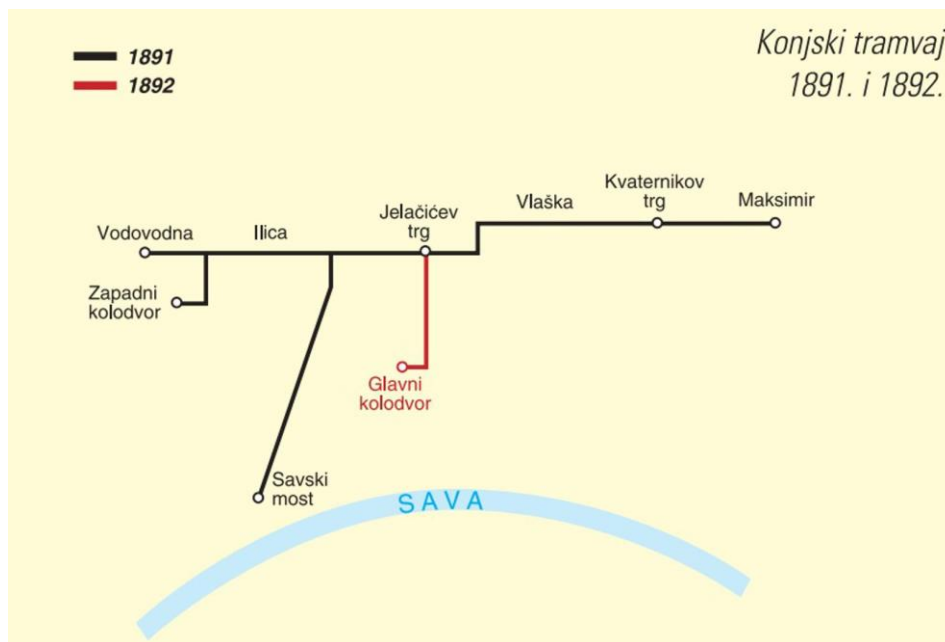 1891
1892
Konjski tramvaj
1891. i 1892.
Vodovodna
Ilica
Jelačićev
trg
Vlaška
Kvaternikov
trg
Maksimir
Zapadni
kolodvor
Glavni
kolodvor
Savski
most
SAVA